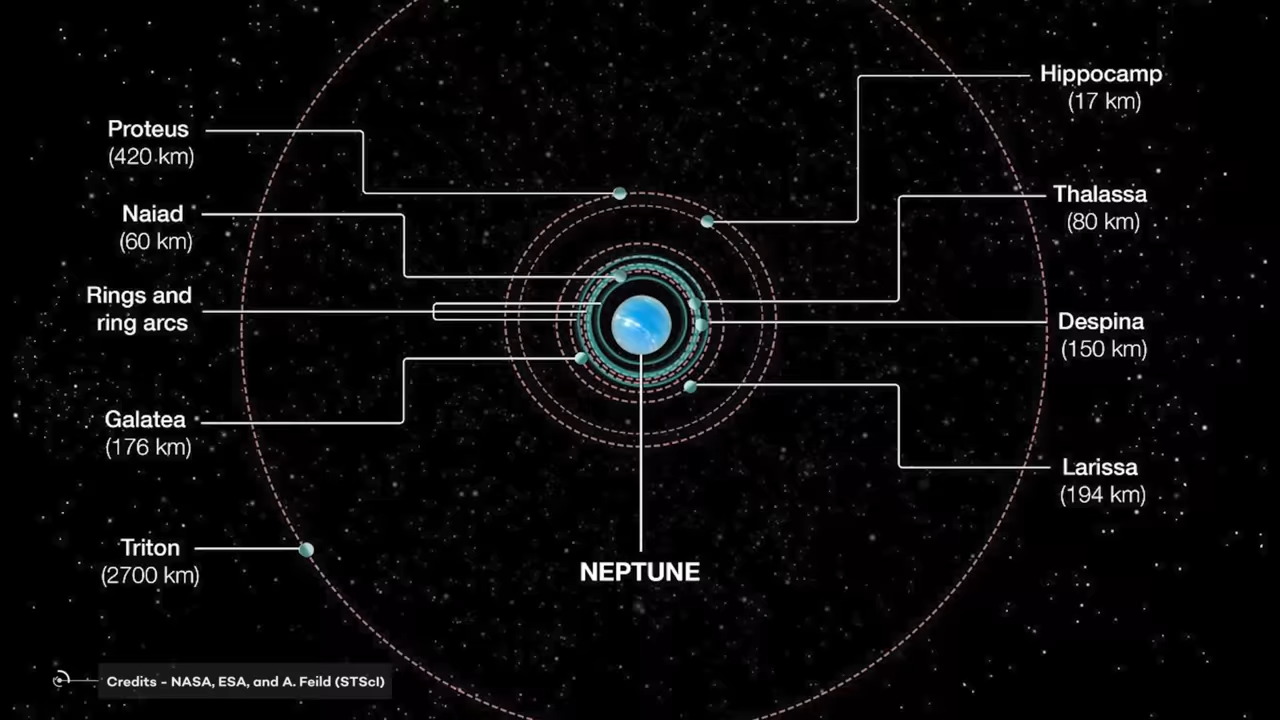 Hippocamp
(17 km)
Proteus
(420 km)
Thalassa
(80 km)
Naiad
(60 km)
Rings and
ring arcs
Despina
(150 km)
Galatea
(176 km)
Larissa
(194 km)
Triton
(2700 km)
NEPTUNE
Credits - NASA, ESA, and A. Feild (STScI)